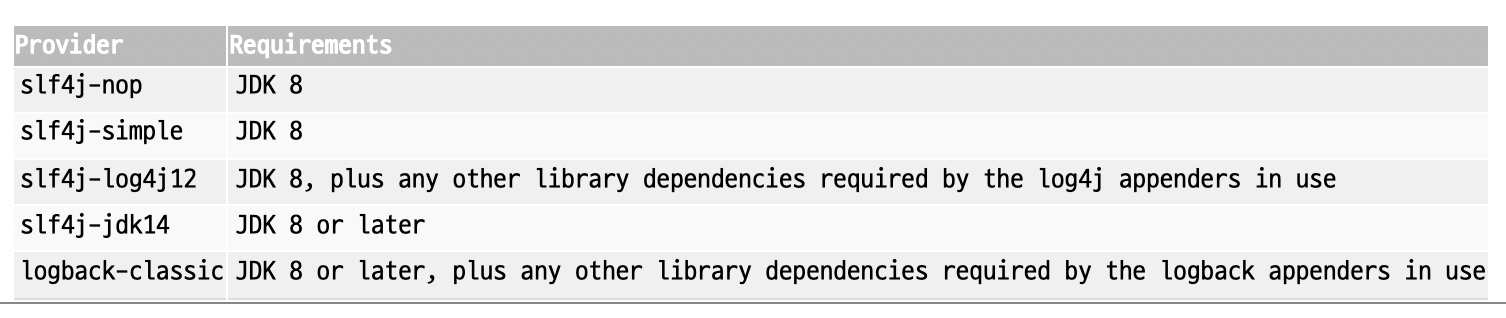 Provider Requirements
slf4j-nop JDK 8
slf4j-simple JDK 8
slf4j-log4j12 JDK 8, plus any other library dependencies required by the log4j appenders in use
slf4j-jdk14 JDK 8 or later
logback-classic JDK 8 or later, plus any other library dependencies required by the logback appenders in use